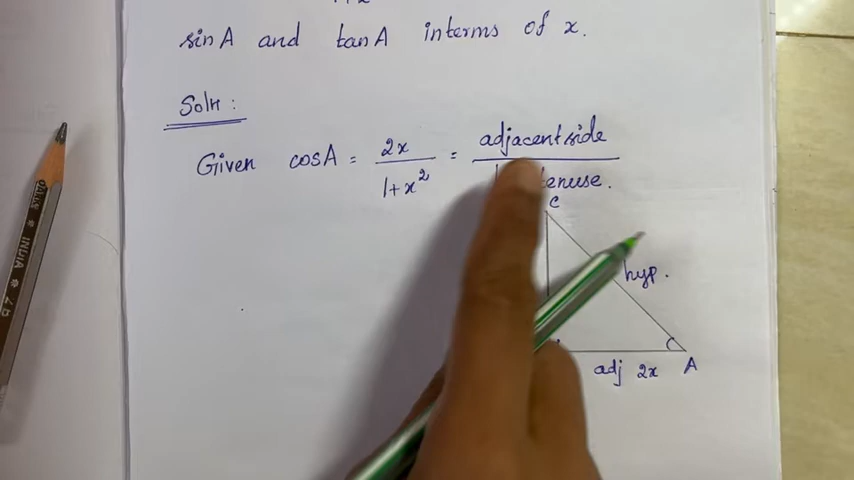 sin A and tan A interms of x.
Soln :
Given cos A = 2x / 1+x² = adjacent side /
C
hyp.
adj 2x A